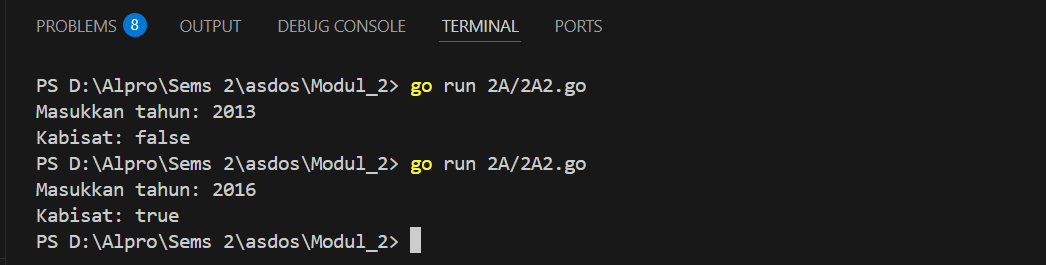 PROBLEMS 8 OUTPUT DEBUG CONSOLE TERMINAL PORTS
PS D:\Alpro\Sems 2\asdos\Modul_2> go run 2A/2A2.go
Masukkan tahun: 2013
Kabisat: false
PS D:\Alpro\Sems 2\asdos\Modul_2> go run 2A/2A2.go
Masukkan tahun: 2016
Kabisat: true
PS D:\Alpro\Sems 2\asdos\Modul_2>